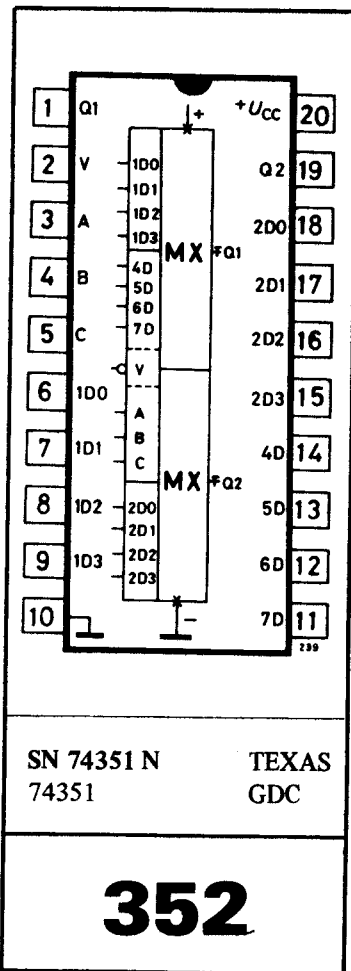 1 Q1 +UCC 20
2 V Q2 19
3 A 2D0 18
4 B 2D1 17
5 C 2D2 16
6 1D0 2D3 15
7 1D1 4D 14
8 1D2 5D 13
9 1D3 6D 12
10 7D 11
+
1D0
1D1
1D2
1D3
MX Q1
4D
5D
6D
7D
V
A
B
C
MX Q2
2D0
2D1
2D2
2D3
−
239
SN 74351 N TEXAS
74351 GDC
352